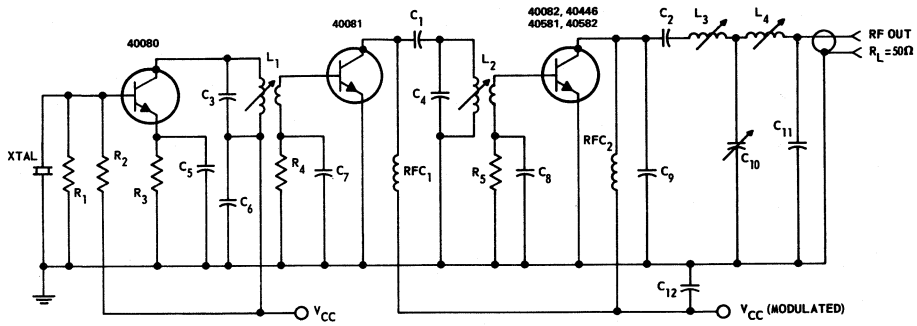 40080
40081
40082, 40446
40581, 40582
C1
C2
L3
L4
RF OUT
RL = 50Ω
L1
L2
C3
C4
XTAL
R1
R2
R3
C5
C6
R4
C7
RFC1
R5
C8
RFC2
C9
C10
C11
C12
VCC
VCC (MODULATED)